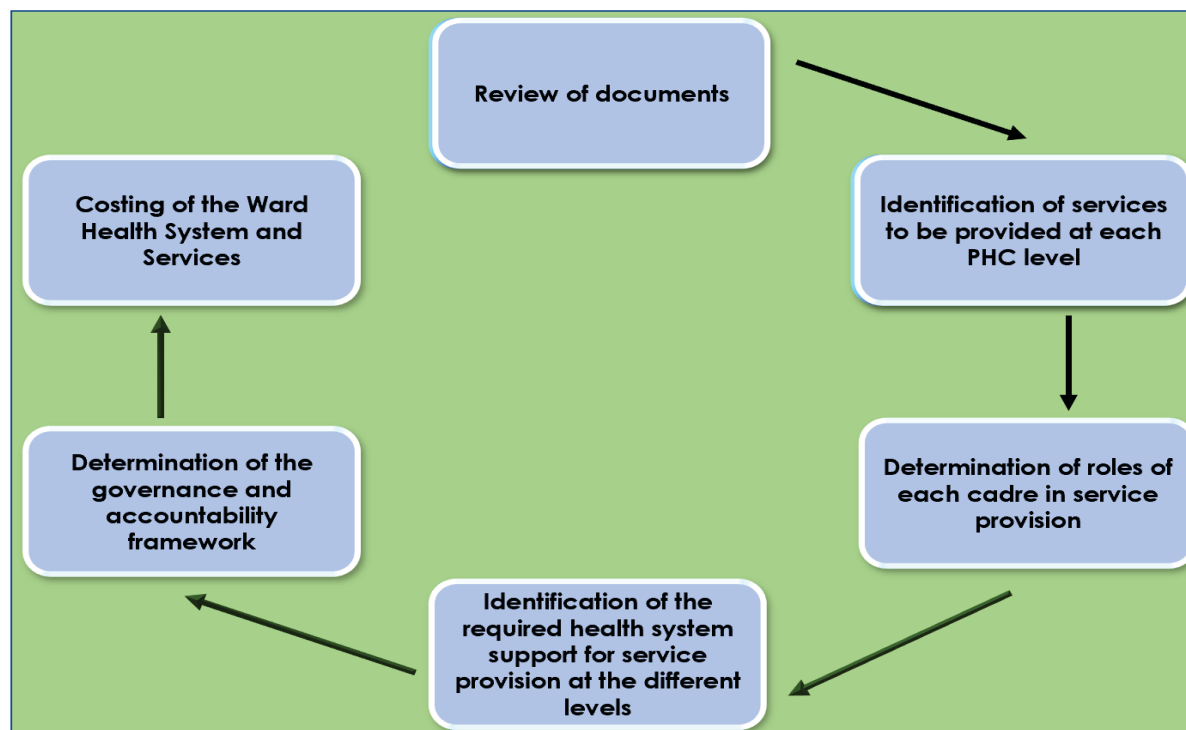 Review of documents
Identification of services
to be provided at each
PHC level
Determination of roles of
each cadre in service
provision
Identification of the
required health system
support for service
provision at the different
levels
Determination of the
governance and
accountability
framework
Costing of the Ward
Health System and
Services